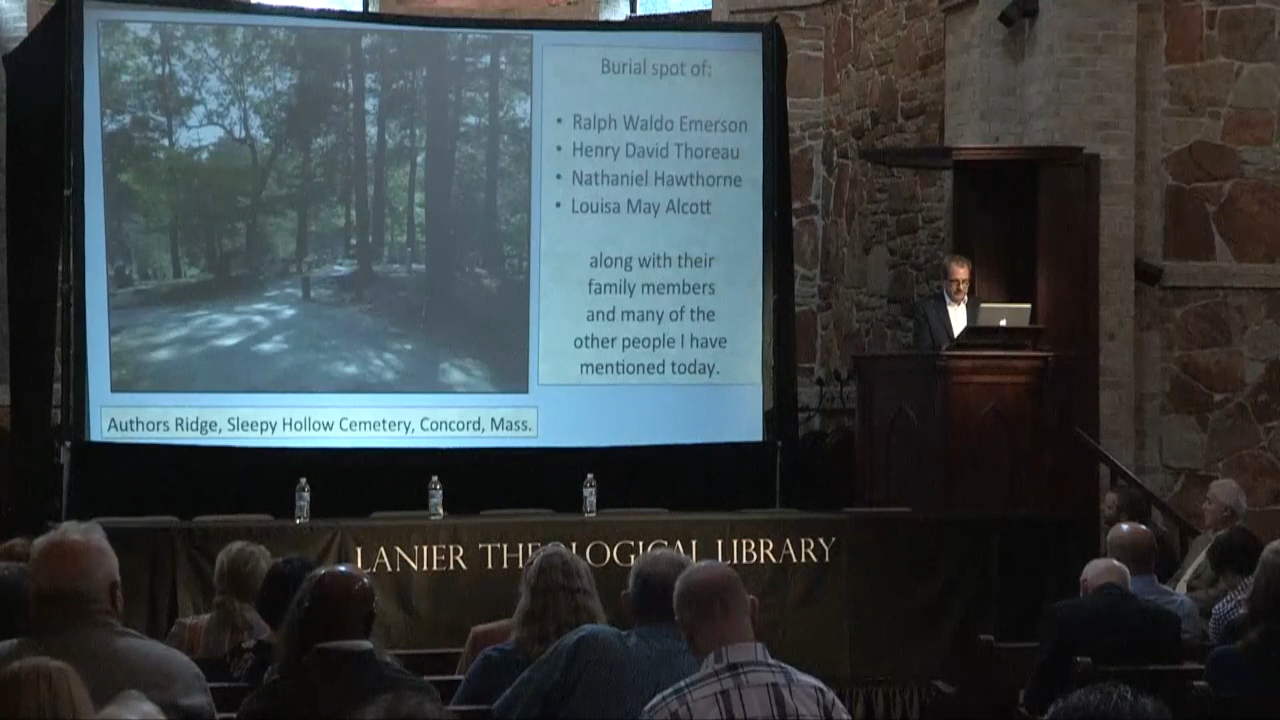 Burial spot of:
• Ralph Waldo Emerson
• Henry David Thoreau
• Nathaniel Hawthorne
• Louisa May Alcott
along with their
family members
and many of the
other people I have
mentioned today.
Authors Ridge, Sleepy Hollow Cemetery, Concord, Mass.
LANIER THEOLOGICAL LIBRARY